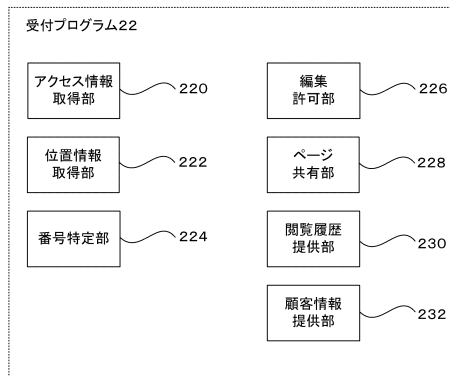 受付プログラム22
アクセス情報
取得部
220
位置情報
取得部
222
番号特定部
224
編集
許可部
226
ページ
共有部
228
閲覧履歴
提供部
230
顧客情報
提供部
232